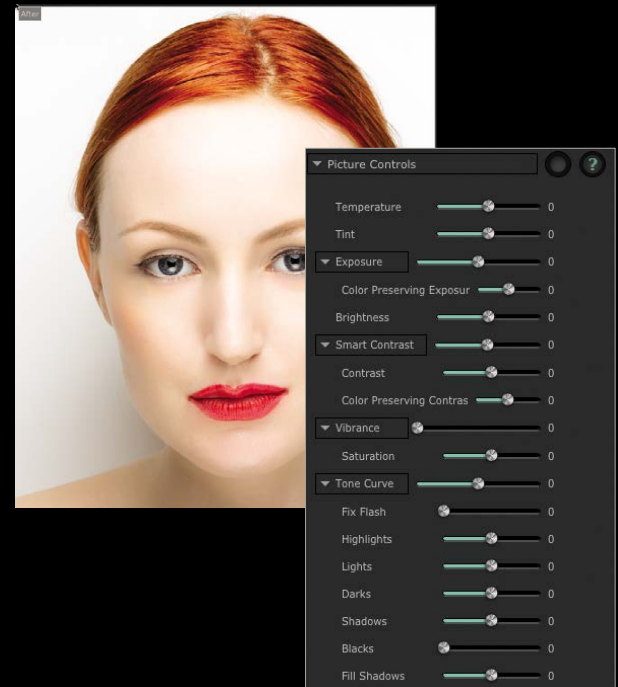 After
Picture Controls ?
Temperature 0
Tint 0
Exposure 0
Color Preserving Exposur 0
Brightness 0
Smart Contrast 0
Contrast 0
Color Preserving Contras 0
Vibrance 0
Saturation 0
Tone Curve 0
Fix Flash 0
Highlights 0
Lights 0
Darks 0
Shadows 0
Blacks 0
Fill Shadows 0